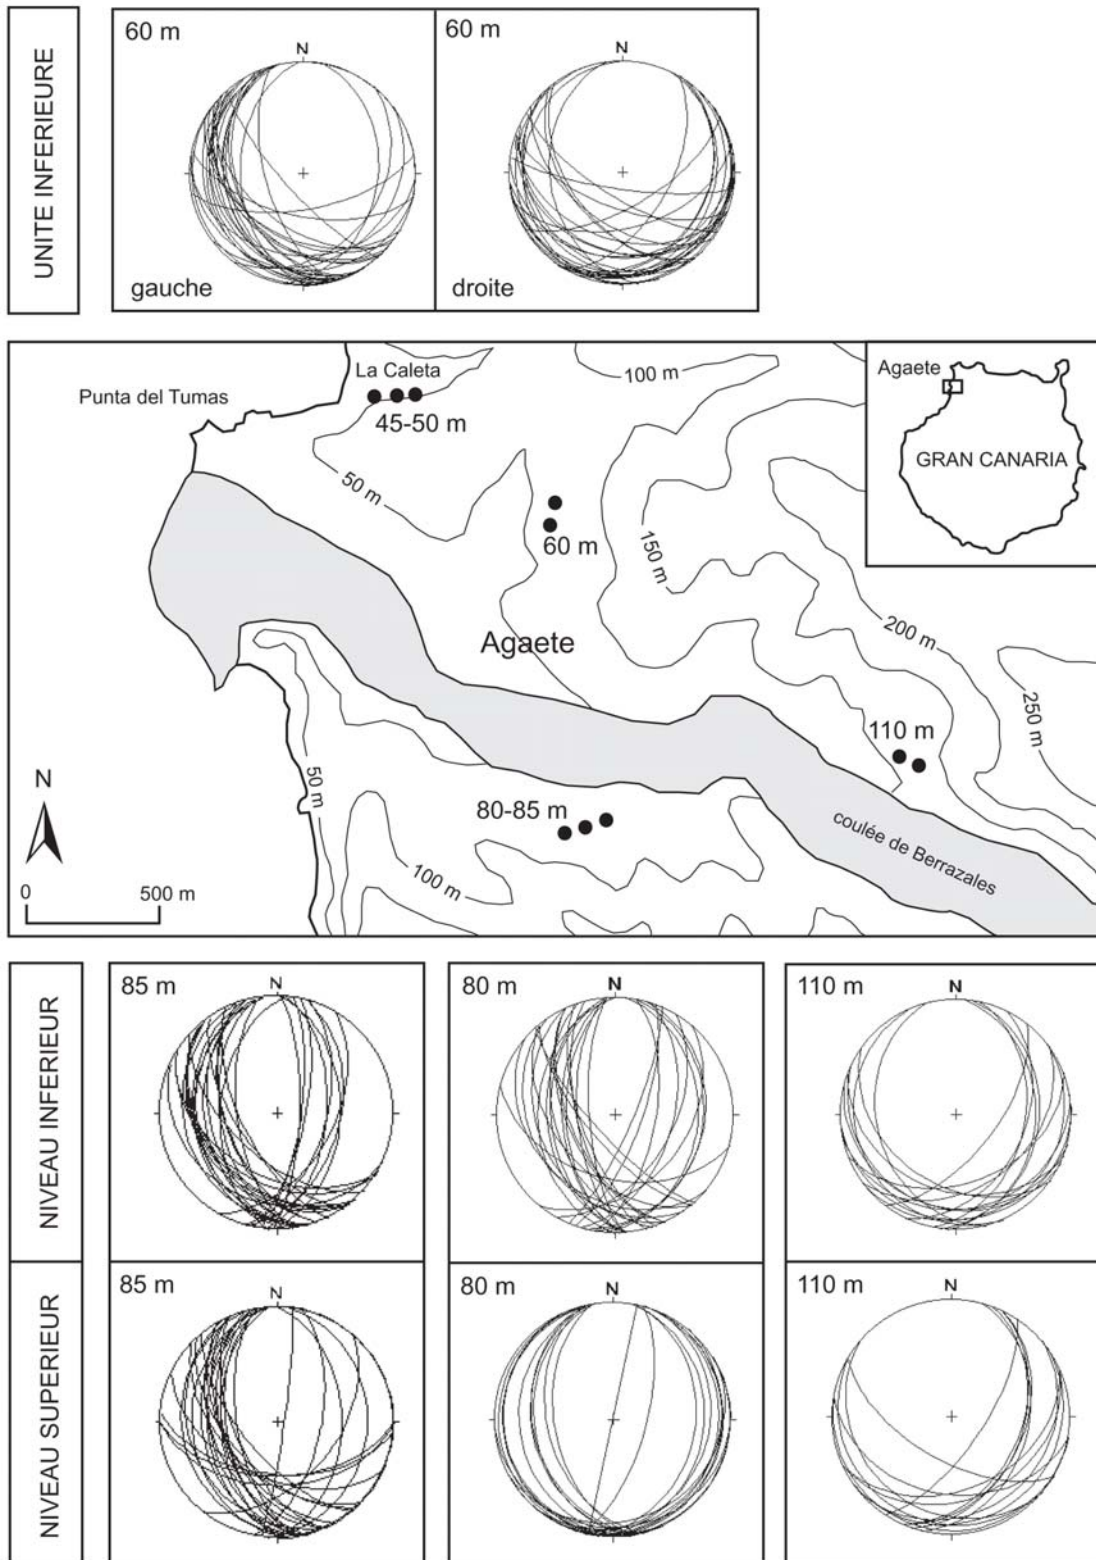 UNITE INFERIEURE
60 m
N
gauche
60 m
N
droite
Punta del Tumas
La Caleta
45-50 m
100 m
Agaete
GRAN CANARIA
50 m
60 m
150 m
200 m
Agaete
250 m
110 m
50 m
N
80-85 m
coulée de Berrazales
100 m
0
500 m
NIVEAU INFERIEUR
85 m
N
80 m
N
110 m
N
NIVEAU SUPERIEUR
85 m
N
80 m
N
110 m
N